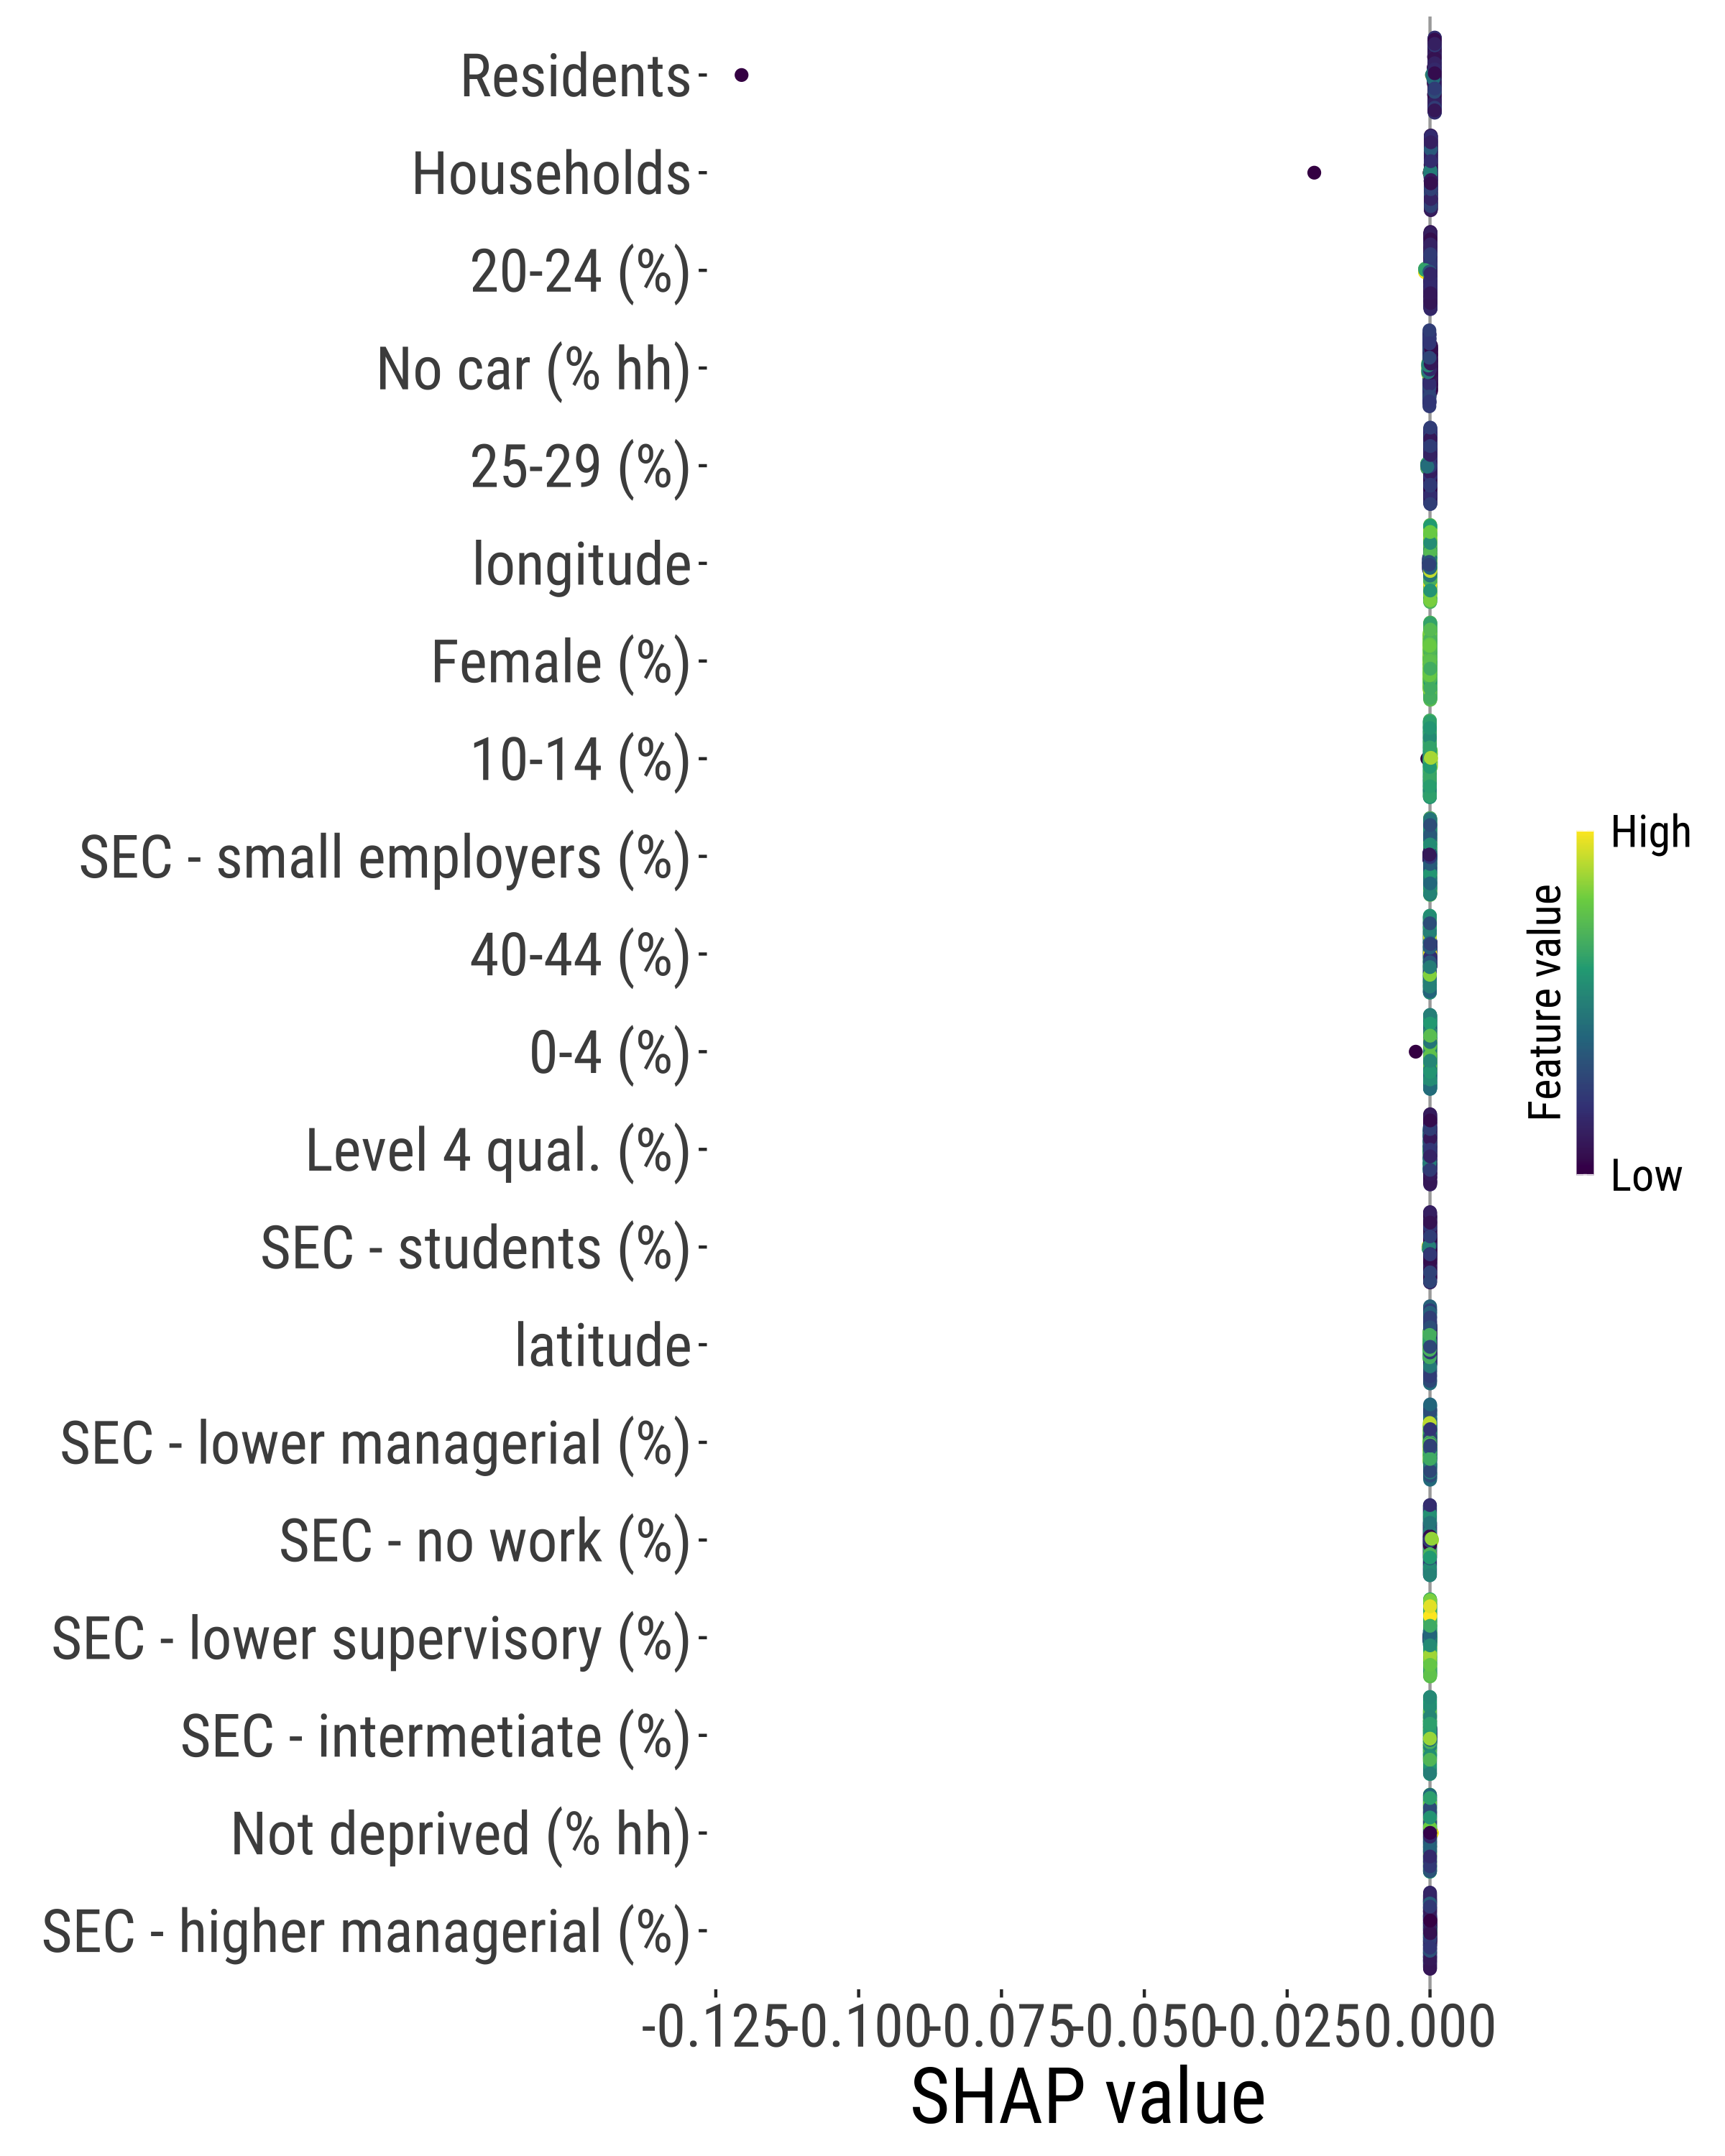 Residents
Households
20-24 (%)
No car (% hh)
25-29 (%)
longitude
Female (%)
10-14 (%)
SEC - small employers (%)
40-44 (%)
0-4 (%)
Level 4 qual. (%)
SEC - students (%)
latitude
SEC - lower managerial (%)
SEC - no work (%)
SEC - lower supervisory (%)
SEC - intermetiate (%)
Not deprived (% hh)
SEC - higher managerial (%)
-0.125 -0.100 -0.075 -0.050 -0.025 0.000
SHAP value
High
Feature value
Low